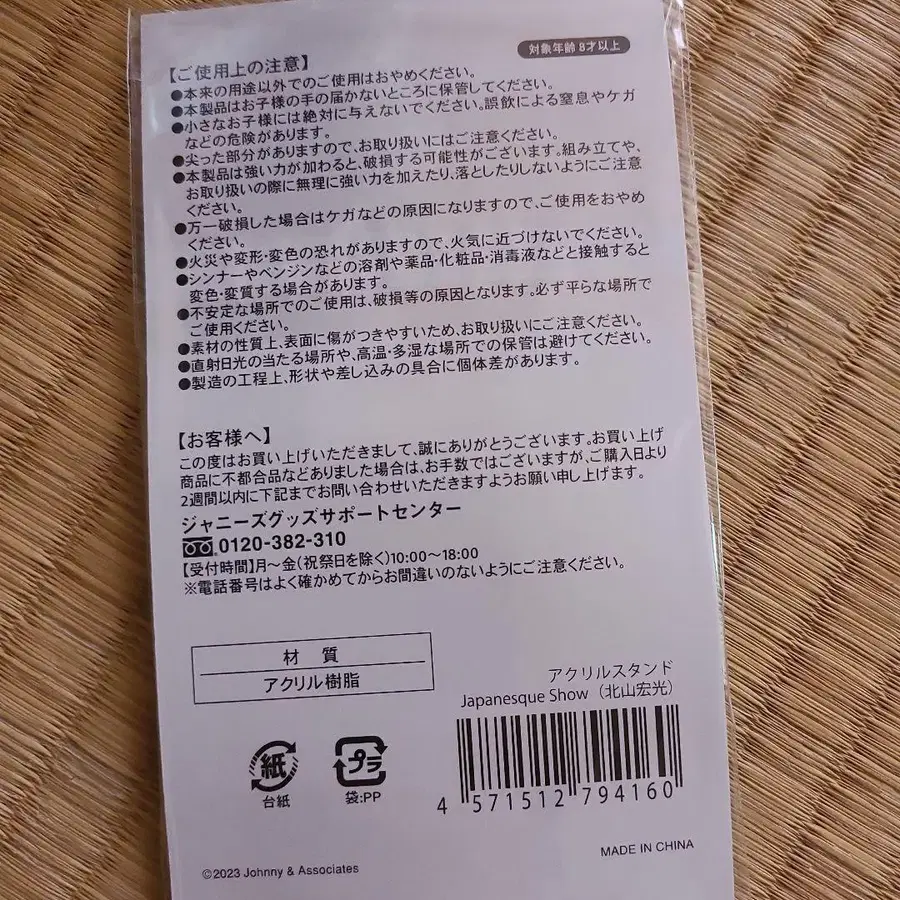 対象年齢 8才以上
【ご使用上の注意】
●本来の用途以外でのご使用はおやめください。
●本製品はお子様の手の届かないところに保管してください。
●小さなお子様には絶対に与えないでください。誤飲による窒息やケガ
などの危険があります。
●尖った部分がありますので、お取り扱いにはご注意ください。
●本製品は強い力が加わると、破損する可能性がございます。組み立てや、
お取り扱いの際に無理に強い力を加えたり、落としたりしないようにご注意
ください。
●万一破損した場合はケガなどの原因になりますので、ご使用をおやめ
ください。
●火災や変形・変色の恐れがありますので、火気に近づけないでください。
●シンナーやベンジンなどの溶剤や薬品・化粧品・消毒液などと接触すると
変色・変質する場合があります。
●不安定な場所でのご使用は、破損等の原因となります。必ず平らな場所で
ご使用ください。
●素材の性質上、表面に傷がつきやすいため、お取り扱いにご注意ください。
●直射日光の当たる場所や、高温・多湿な場所での保管は避けてください。
●製造の工程上、形状や差し込みの具合に個体差があります。
【お客様へ】
この度はお買い上げいただきまして、誠にありがとうございます。お買い上げ
商品に不都合品などありました場合は、お手数ではございますが、ご購入日より
2週間以内に下記までお問い合わせいただきますようお願い申し上げます。
ジャニーズグッズサポートセンター
0120-382-310
【受付時間】月～金（祝祭日を除く）10:00～18:00
※電話番号はよく確かめてからお間違いのないようにご注意ください。
材 質
アクリル樹脂
アクリルスタンド
Japanesque Show（北山宏光）
紙
台紙
プラ
袋:PP
4 571512 794160
MADE IN CHINA
©2023 Johnny & Associates